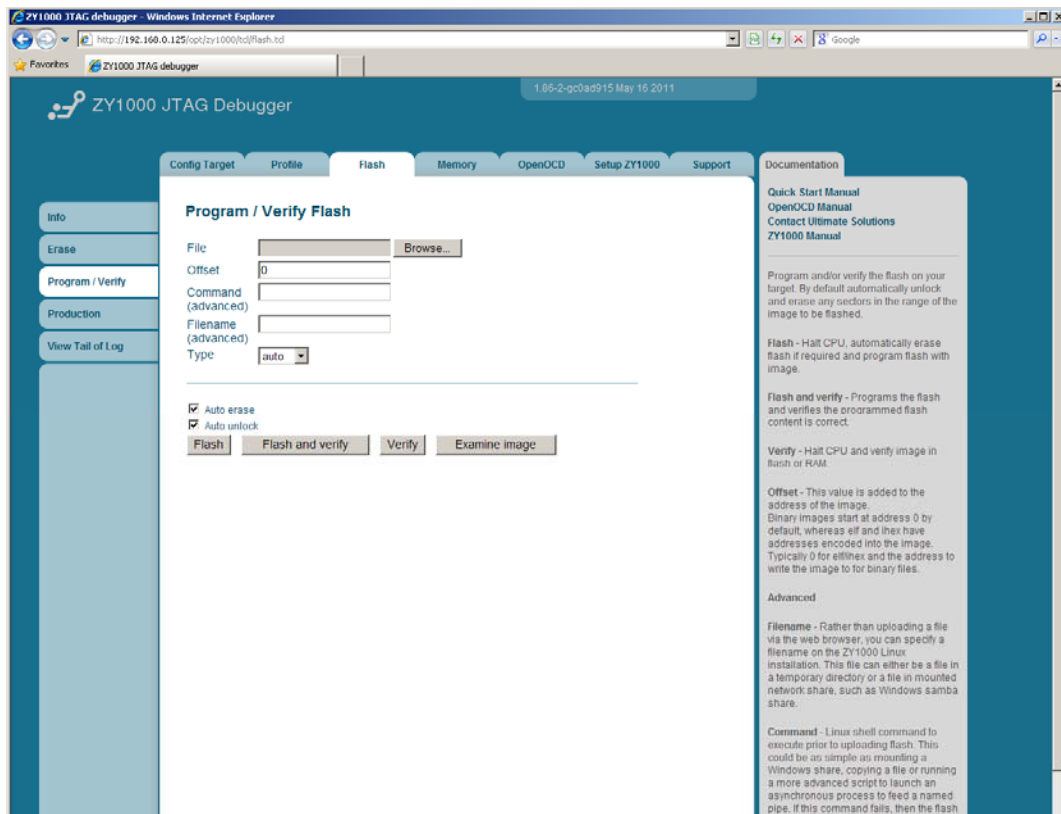 ZY1000 JTAG debugger - Windows Internet Explorer
http://192.168.0.125/opt/zy1000/tcl/flash.tcl
Google
Favorites
ZY1000 JTAG debugger
1.86-2-gc0ad915 May 16 2011
ZY1000 JTAG Debugger
Config Target
Profile
Flash
Memory
OpenOCD
Setup ZY1000
Support
Documentation
Info
Erase
Program / Verify
Production
View Tail of Log
Program / Verify Flash
File
Browse...
Offset
0
Command
(advanced)
Filename
(advanced)
Type
auto
Auto erase
Auto unlock
Flash
Flash and verify
Verify
Examine image
Quick Start Manual
OpenOCD Manual
Contact Ultimate Solutions
ZY1000 Manual
Program and/or verify the flash on your
target. By default automatically unlock
and erase any sectors in the range of the
image to be flashed.
Flash - Halt CPU, automatically erase
flash if required and program flash with
image.
Flash and verify - Programs the flash
and verifies the programmed flash
content is correct.
Verify - Halt CPU and verify image in
flash or RAM.
Offset - This value is added to the
address of the image.
Binary images start at address 0 by
default, whereas elf and ihex have
addresses encoded into the image.
Typically 0 for elf/ihex and the address to
write the image to for binary files.
Advanced
Filename - Rather than uploading a file
via the web browser, you can specify a
filename on the ZY1000 Linux
installation. This file can either be a file in
a temporary directory or a file in mounted
network share, such as Windows samba
share.
Command - Linux shell command to
execute prior to uploading flash. This
could be as simple as mounting a
Windows share, copying a file or running
a more advanced script to launch an
asynchronous process to feed a named
pipe. If this command fails, then the flash